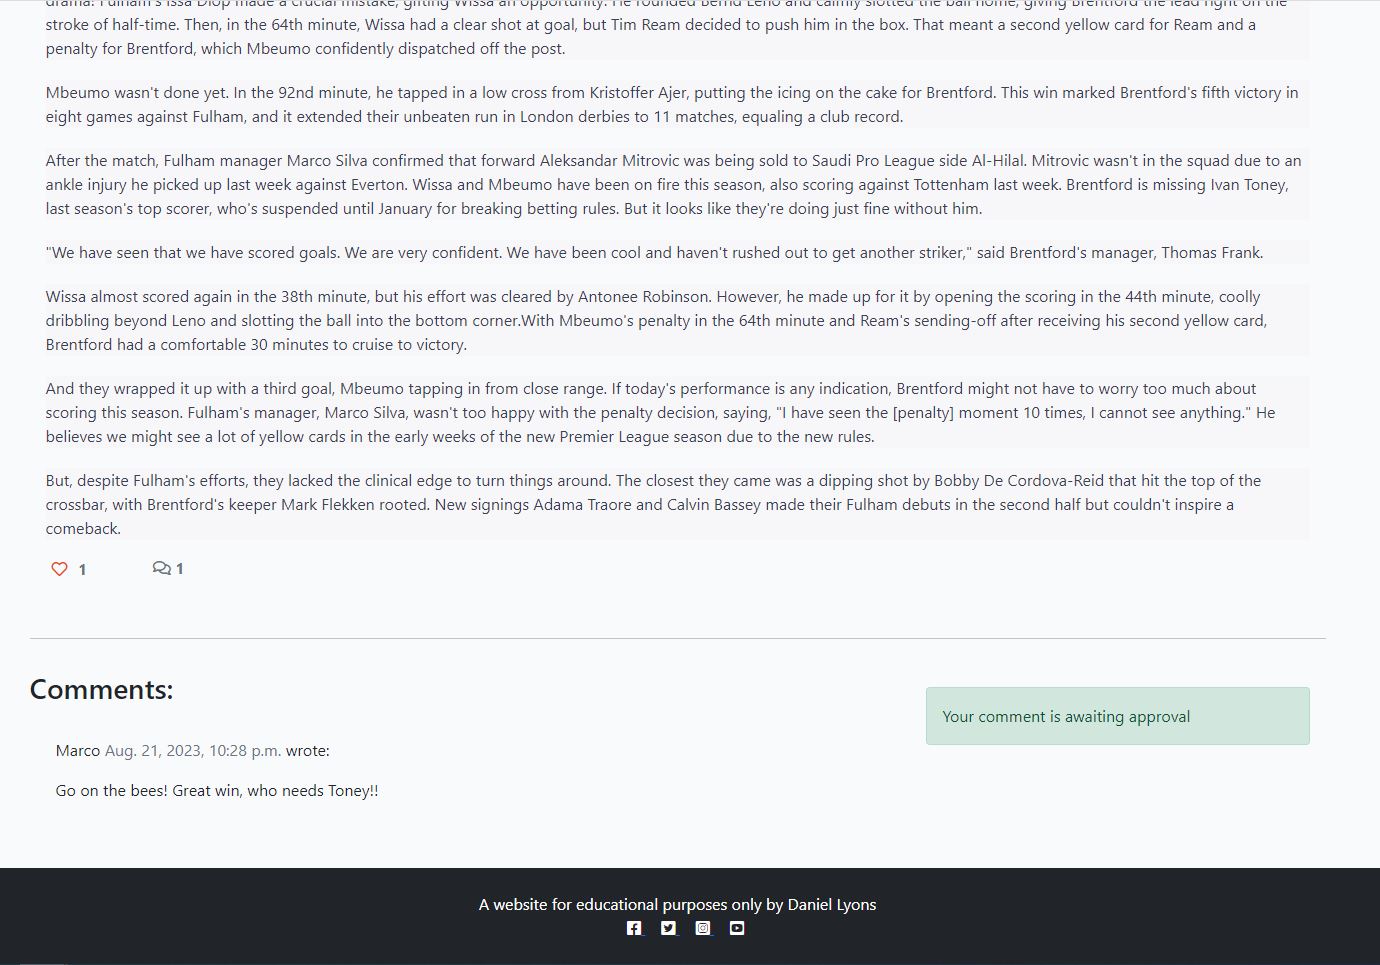 drama! Fulham's Issa Diop made a crucial mistake, gifting Wissa an opportunity. He rounded Bernd Leno and calmly slotted the ball home, giving Brentford the lead right on the
stroke of half-time. Then, in the 64th minute, Wissa had a clear shot at goal, but Tim Ream decided to push him in the box. That meant a second yellow card for Ream and a
penalty for Brentford, which Mbeumo confidently dispatched off the post.
Mbeumo wasn't done yet. In the 92nd minute, he tapped in a low cross from Kristoffer Ajer, putting the icing on the cake for Brentford. This win marked Brentford's fifth victory in
eight games against Fulham, and it extended their unbeaten run in London derbies to 11 matches, equaling a club record.
After the match, Fulham manager Marco Silva confirmed that forward Aleksandar Mitrovic was being sold to Saudi Pro League side Al-Hilal. Mitrovic wasn't in the squad due to an
ankle injury he picked up last week against Everton. Wissa and Mbeumo have been on fire this season, also scoring against Tottenham last week. Brentford is missing Ivan Toney,
last season's top scorer, who's suspended until January for breaking betting rules. But it looks like they're doing just fine without him.
"We have seen that we have scored goals. We are very confident. We have been cool and haven't rushed out to get another striker," said Brentford's manager, Thomas Frank.
Wissa almost scored again in the 38th minute, but his effort was cleared by Antonee Robinson. However, he made up for it by opening the scoring in the 44th minute, coolly
dribbling beyond Leno and slotting the ball into the bottom corner.With Mbeumo's penalty in the 64th minute and Ream's sending-off after receiving his second yellow card,
Brentford had a comfortable 30 minutes to cruise to victory.
And they wrapped it up with a third goal, Mbeumo tapping in from close range. If today's performance is any indication, Brentford might not have to worry too much about
scoring this season. Fulham's manager, Marco Silva, wasn't too happy with the penalty decision, saying, "I have seen the [penalty] moment 10 times, I cannot see anything." He
believes we might see a lot of yellow cards in the early weeks of the new Premier League season due to the new rules.
But, despite Fulham's efforts, they lacked the clinical edge to turn things around. The closest they came was a dipping shot by Bobby De Cordova-Reid that hit the top of the
crossbar, with Brentford's keeper Mark Flekken rooted. New signings Adama Traore and Calvin Bassey made their Fulham debuts in the second half but couldn't inspire a
comeback.
1 1
Comments:
Your comment is awaiting approval
Marco Aug. 21, 2023, 10:28 p.m. wrote:
Go on the bees! Great win, who needs Toney!!
A website for educational purposes only by Daniel Lyons